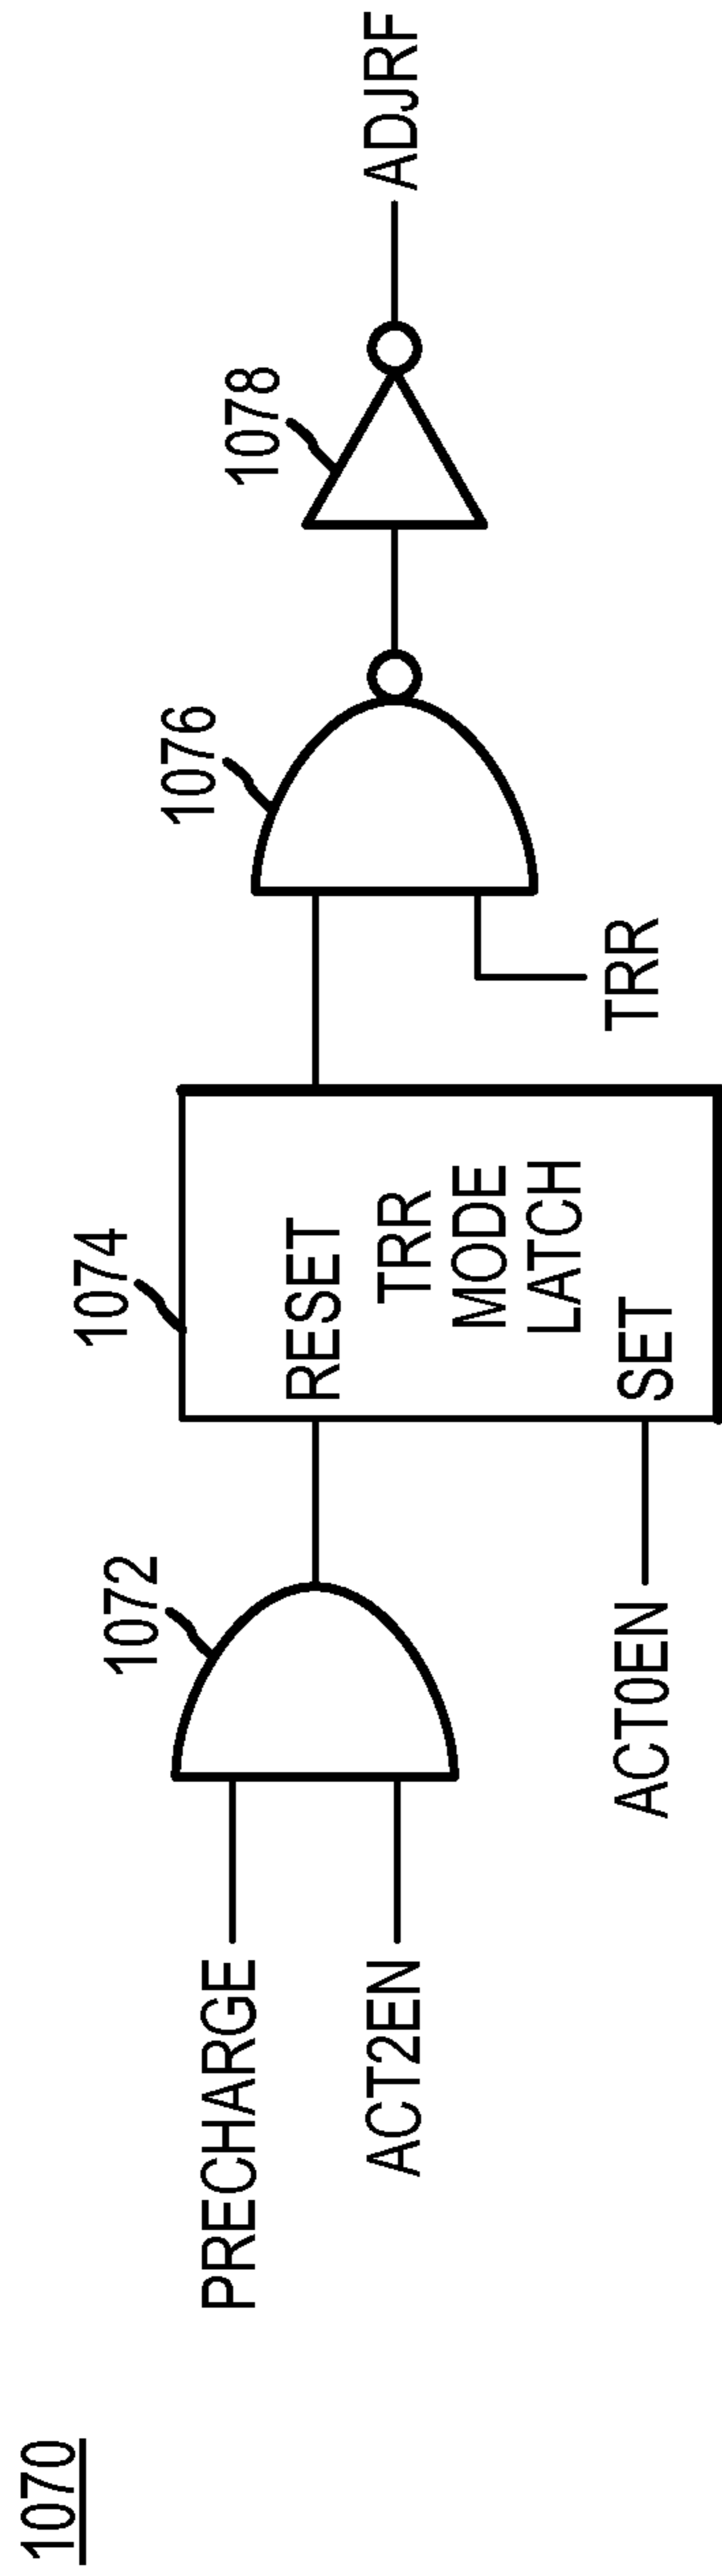 1070
PRECHARGE
ACT2EN
1072
ACT0EN
1074
RESET
TRR
MODE
LATCH
SET
1076
TRR
1078
ADJRF